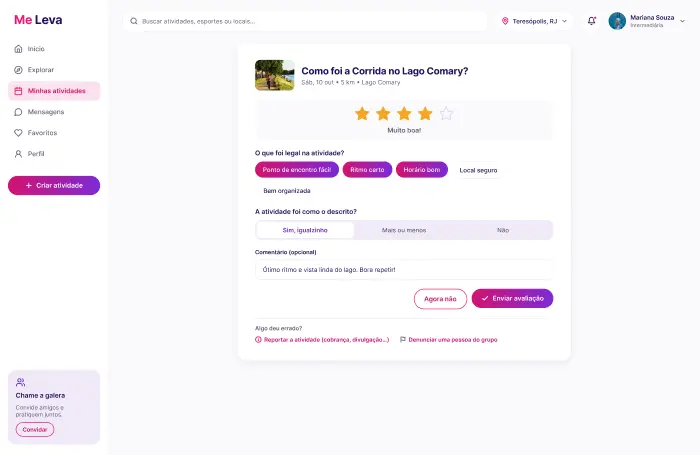 Me Leva
Buscar atividades, esportes ou locais...
Teresópolis, RJ
Mariana Souza
Intermediária
Início
Explorar
Minhas atividades
Mensagens
Favoritos
Perfil
Criar atividade
Como foi a Corrida no Lago Comary?
Sáb, 10 out • 5 km • Lago Comary
Muito boa!
O que foi legal na atividade?
Ponto de encontro fácil
Ritmo certo
Horário bom
Local seguro
Bem organizada
A atividade foi como o descrito?
Sim, igualzinho
Mais ou menos
Não
Comentário (opcional)
Ótimo ritmo e vista linda do lago. Bora repetir!
Agora não
Enviar avaliação
Algo deu errado?
Reportar a atividade (cobrança, divulgação...)
Denunciar uma pessoa do grupo
Chame a galera
Convide amigos e
pratiquem juntos.
Convidar